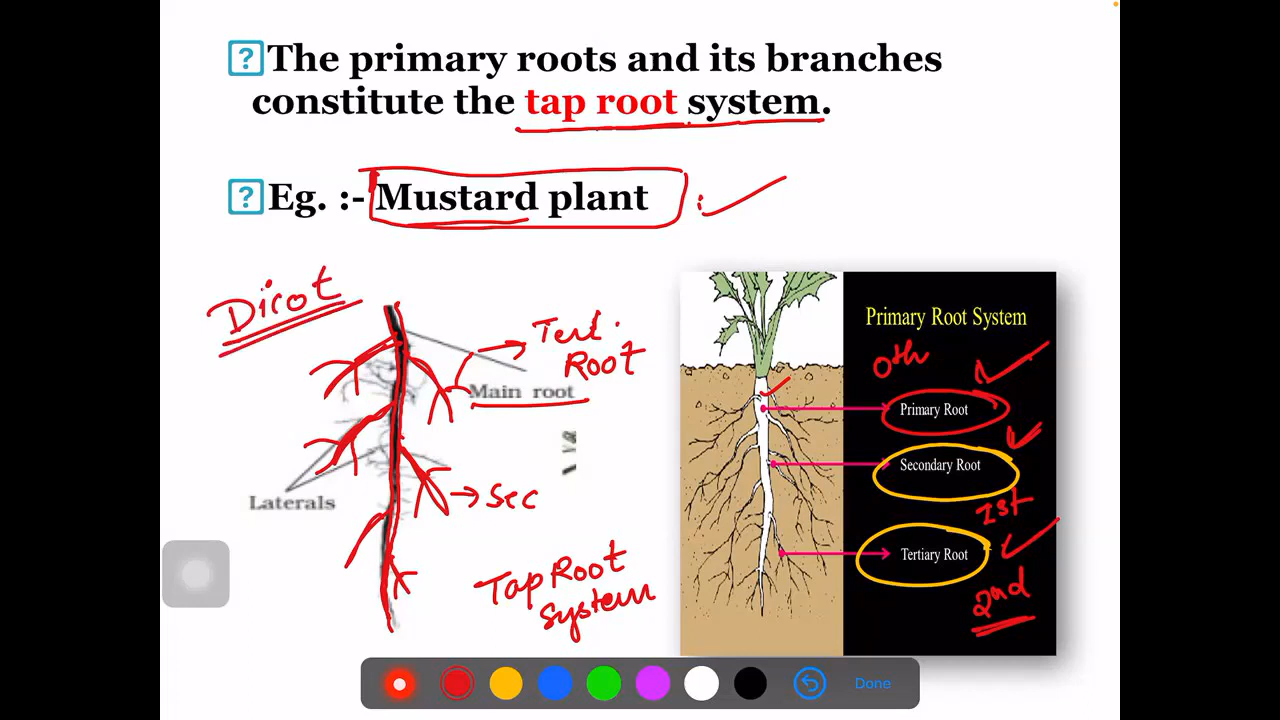 The primary roots and its branches
constitute the tap root system.
Eg. :- Mustard plant
Dicot
Tert. Root
Main root
Laterals
Sec
Tap Root
System
Primary Root System
0th
Primary Root
Secondary Root
1st
Tertiary Root
2nd
Done